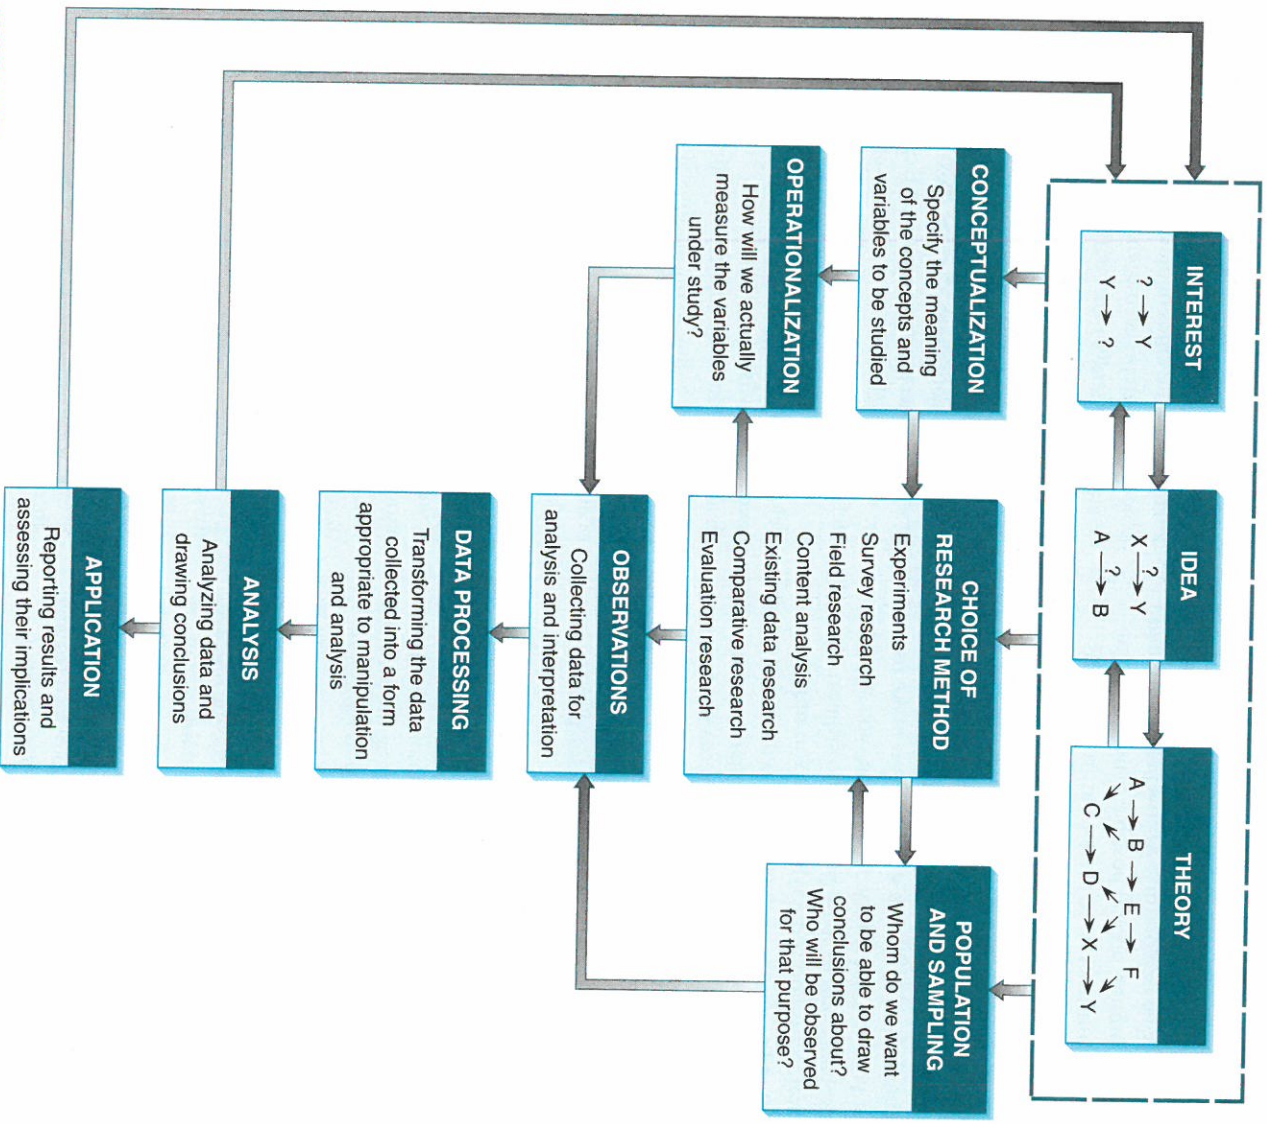 INTEREST
? → Y
Y → ?
IDEA
X —?→ Y
A —?→ B
THEORY
A → B → E → F
C → D → X → Y
CONCEPTUALIZATION
Specify the meaning
of the concepts and
variables to be studied
CHOICE OF
RESEARCH METHOD
Experiments
Survey research
Field research
Content analysis
Existing data research
Comparative research
Evaluation research
POPULATION
AND SAMPLING
Whom do we want
to be able to draw
conclusions about?
Who will be observed
for that purpose?
OPERATIONALIZATION
How will we actually
measure the variables
under study?
OBSERVATIONS
Collecting data for
analysis and interpretation
DATA PROCESSING
Transforming the data
collected into a form
appropriate to manipulation
and analysis
ANALYSIS
Analyzing data and
drawing conclusions
APPLICATION
Reporting results and
assessing their implications